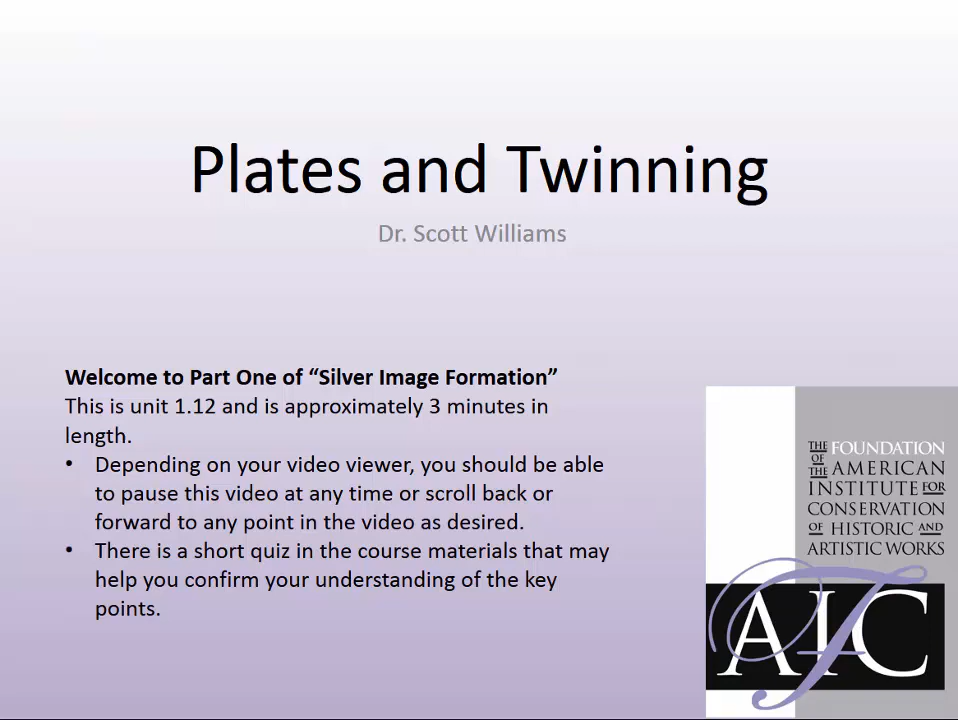 Plates and Twinning
Dr. Scott Williams
Welcome to Part One of “Silver Image Formation”
This is unit 1.12 and is approximately 3 minutes in
length.
• Depending on your video viewer, you should be able
to pause this video at any time or scroll back or
forward to any point in the video as desired.
• There is a short quiz in the course materials that may
help you confirm your understanding of the key
points.
THE FOUNDATION
OF
THE AMERICAN
INSTITUTE FOR
CONSERVATION
OF HISTORIC AND
ARTISTIC WORKS
F
AIC